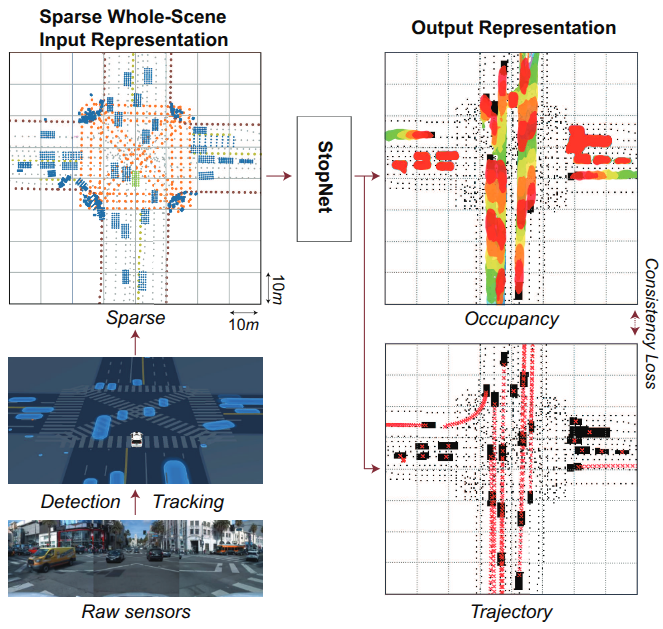 Sparse Whole-Scene
Input Representation
Output Representation
StopNet
10m
10m
Sparse
Occupancy
Consistency Loss
Detection Tracking
Raw sensors
Trajectory